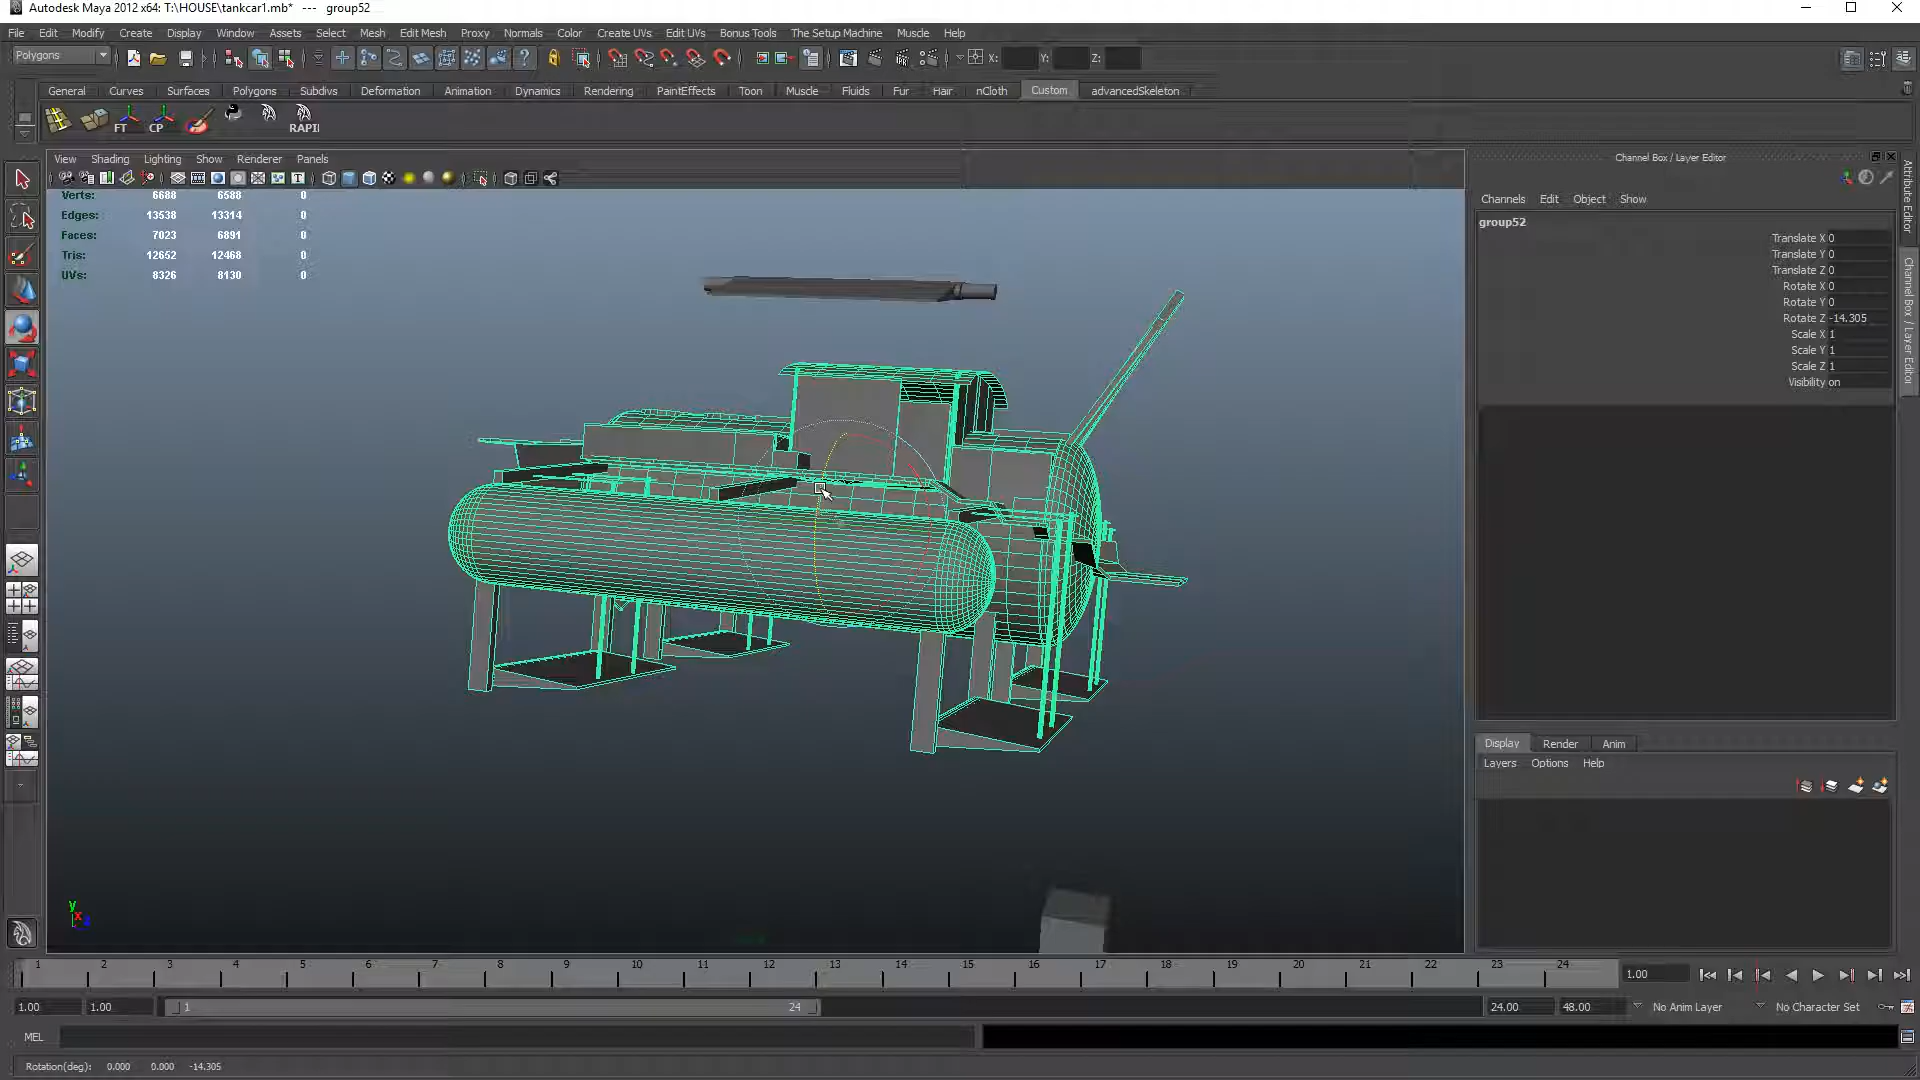 Autodesk Maya 2012 x64: T:\HOUSE\tankcar1.mb* --- group52
File Edit Modify Create Display Window Assets Select Mesh Edit Mesh Proxy Normals Color Create UVs Edit UVs Bonus Tools The Setup Machine Muscle Help
Polygons X: Y: Z:
General Curves Surfaces Polygons Subdivs Deformation Animation Dynamics Rendering PaintEffects Toon Muscle Fluids Fur Hair nCloth Custom advancedSkeleton
FT CP RAPII
View Shading Lighting Show Renderer Panels
Verts: 6688 6588 0
Edges: 13538 13314 0
Faces: 7023 6891 0
Tris: 12652 12468 0
UVs: 8326 8130 0
y
x
z
Channel Box / Layer Editor
Channels Edit Object Show
group52
Translate X 0
Translate Y 0
Translate Z 0
Rotate X 0
Rotate Y 0
Rotate Z -14.305
Scale X 1
Scale Y 1
Scale Z 1
Visibility on
Attribute Editor
Channel Box / Layer Editor
Display Render Anim
Layers Options Help
1 2 3 4 5 6 7 8 9 10 11 12 13 14 15 16 17 18 19 20 21 22 23 24 1.00
1.00 1.00 1 24 24.00 48.00 No Anim Layer No Character Set
MEL
Rotation(deg): 0.000 0.000 -14.305